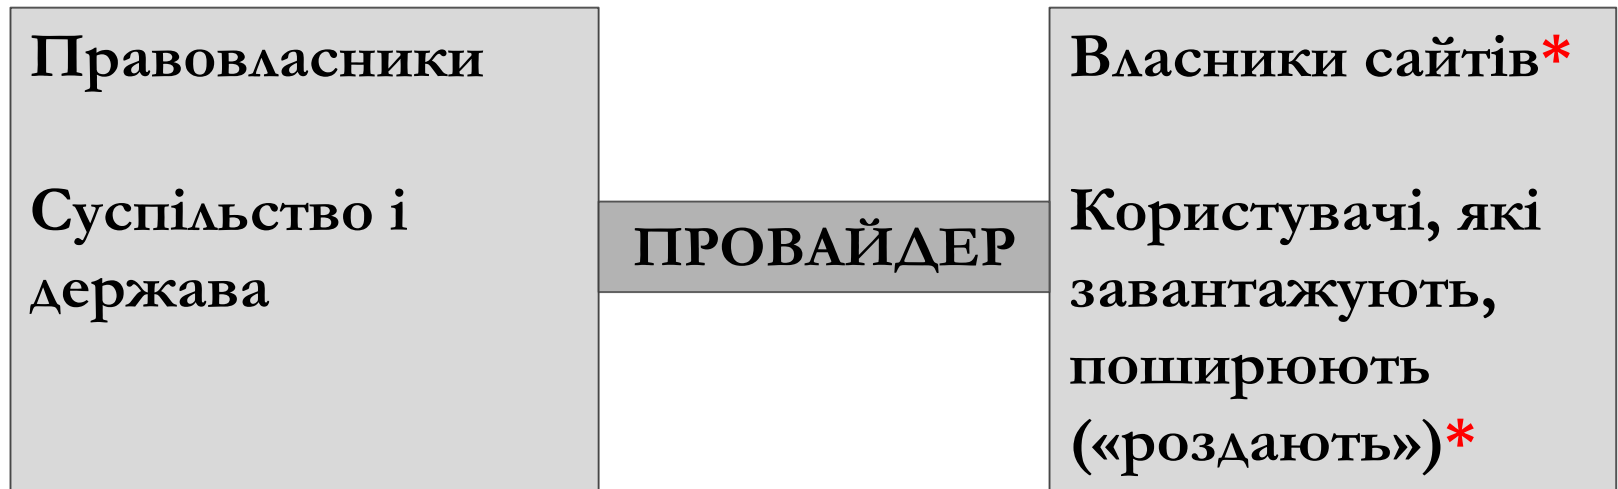 Правовласники
Суспільство і
держава
ПРОВАЙДЕР
Власники сайтів*
Користувачі, які
завантажують,
поширюють
(«роздають»)*